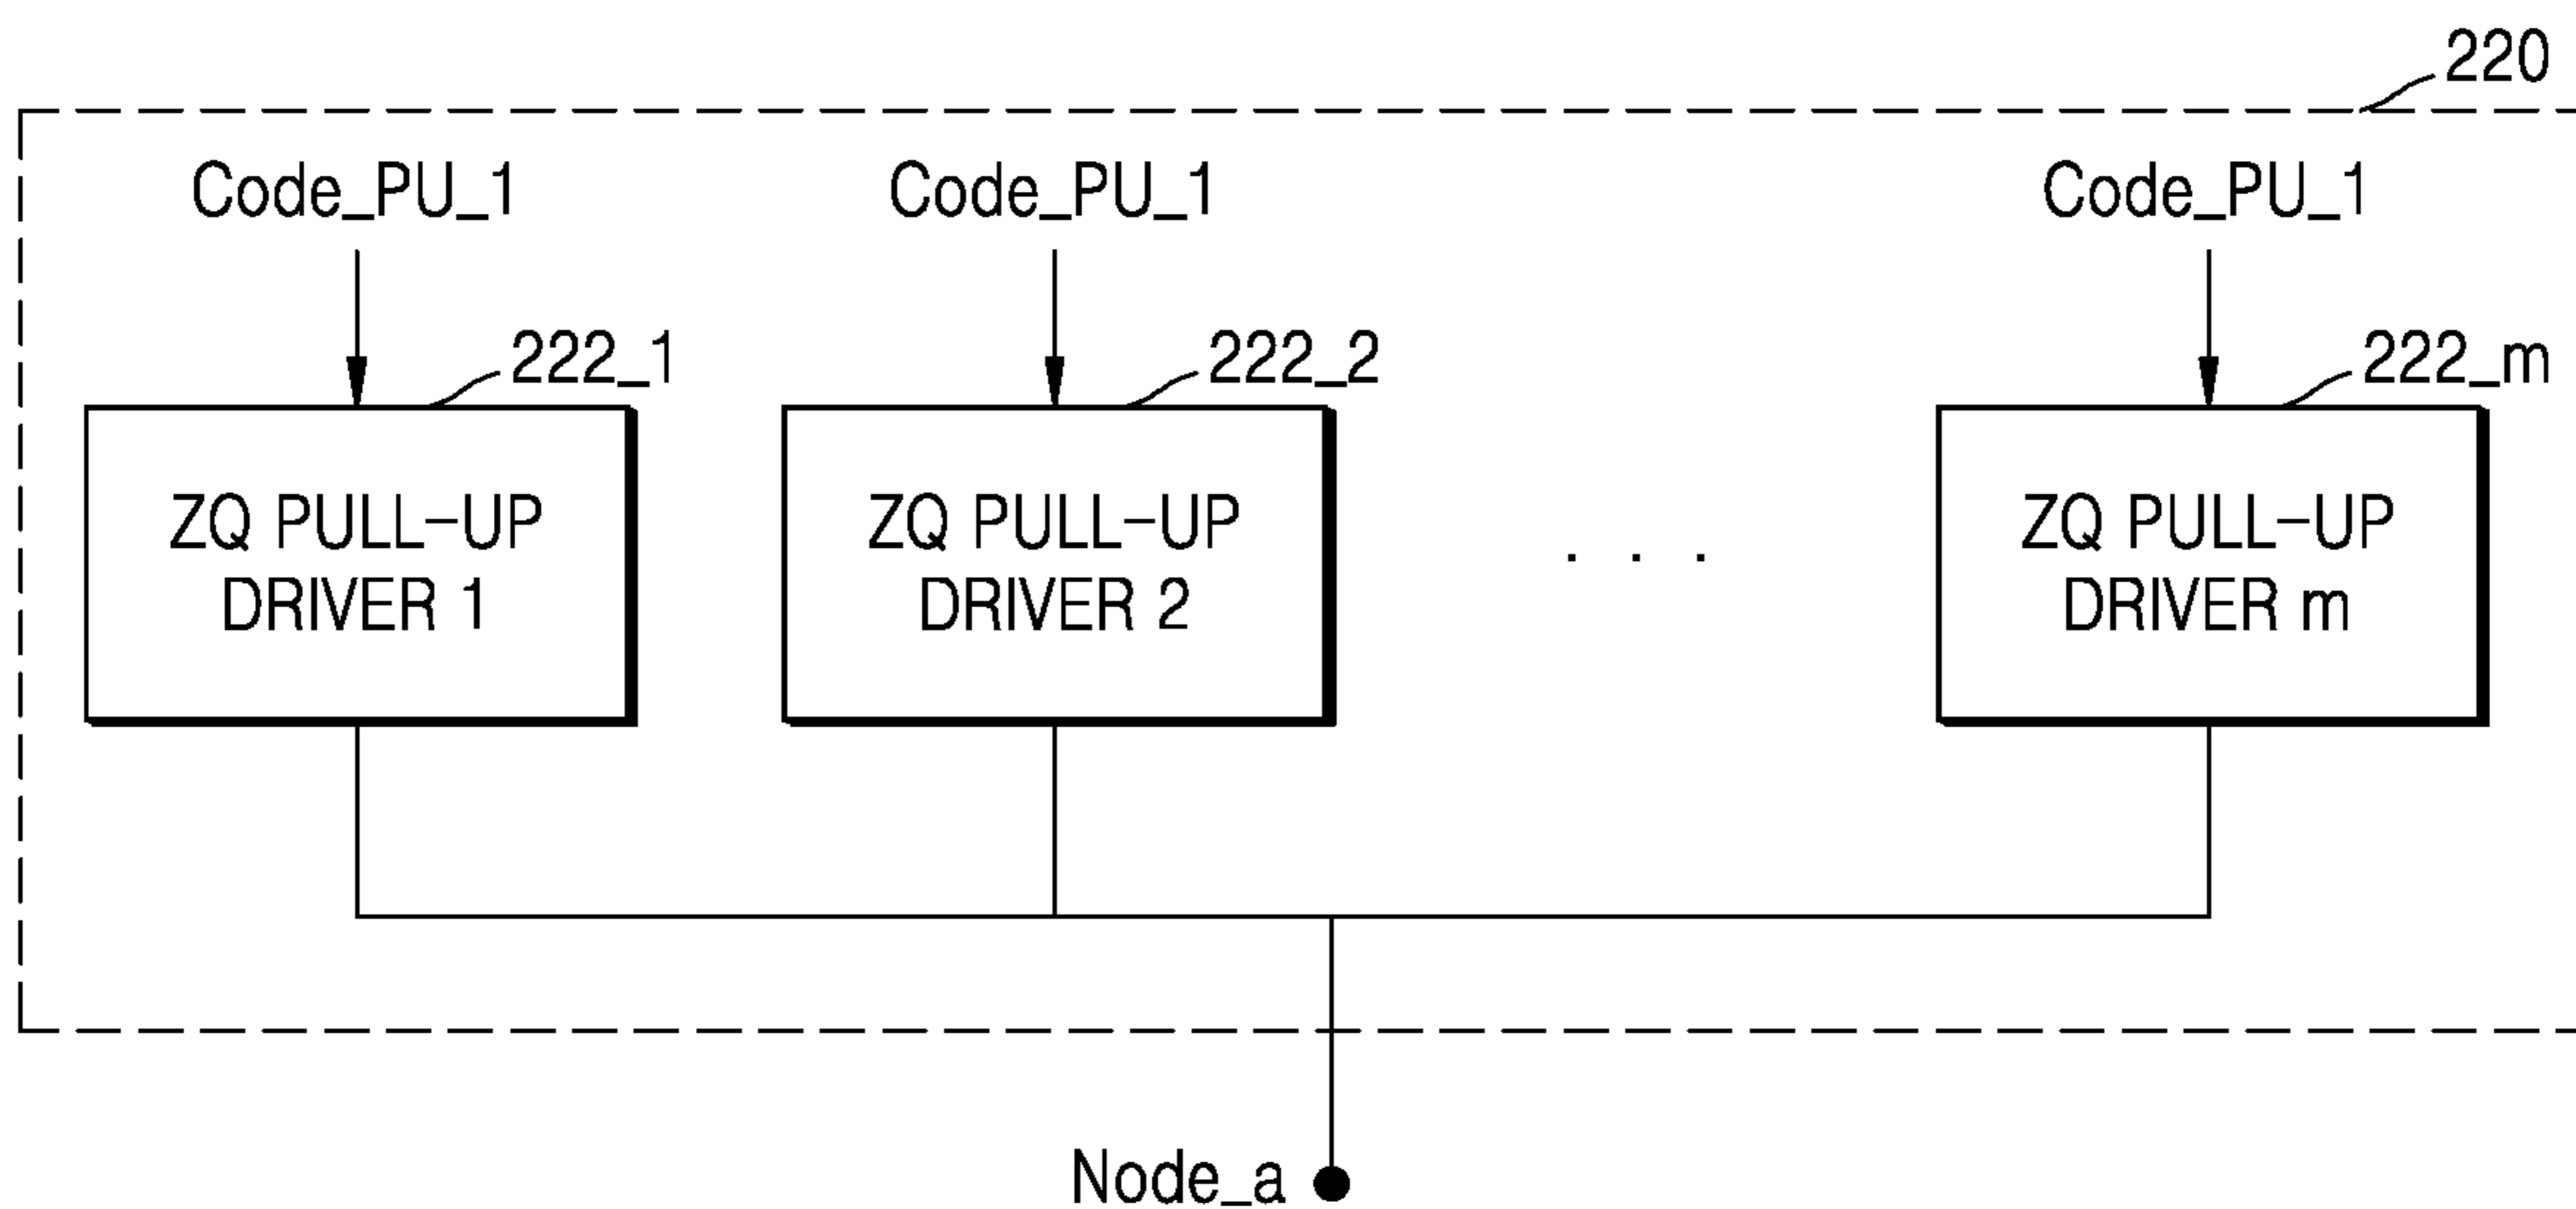 220
Code_PU_1
Code_PU_1
Code_PU_1
222_1
222_2
222_m
ZQ PULL-UP
DRIVER 1
ZQ PULL-UP
DRIVER 2
. . .
ZQ PULL-UP
DRIVER m
Node_a